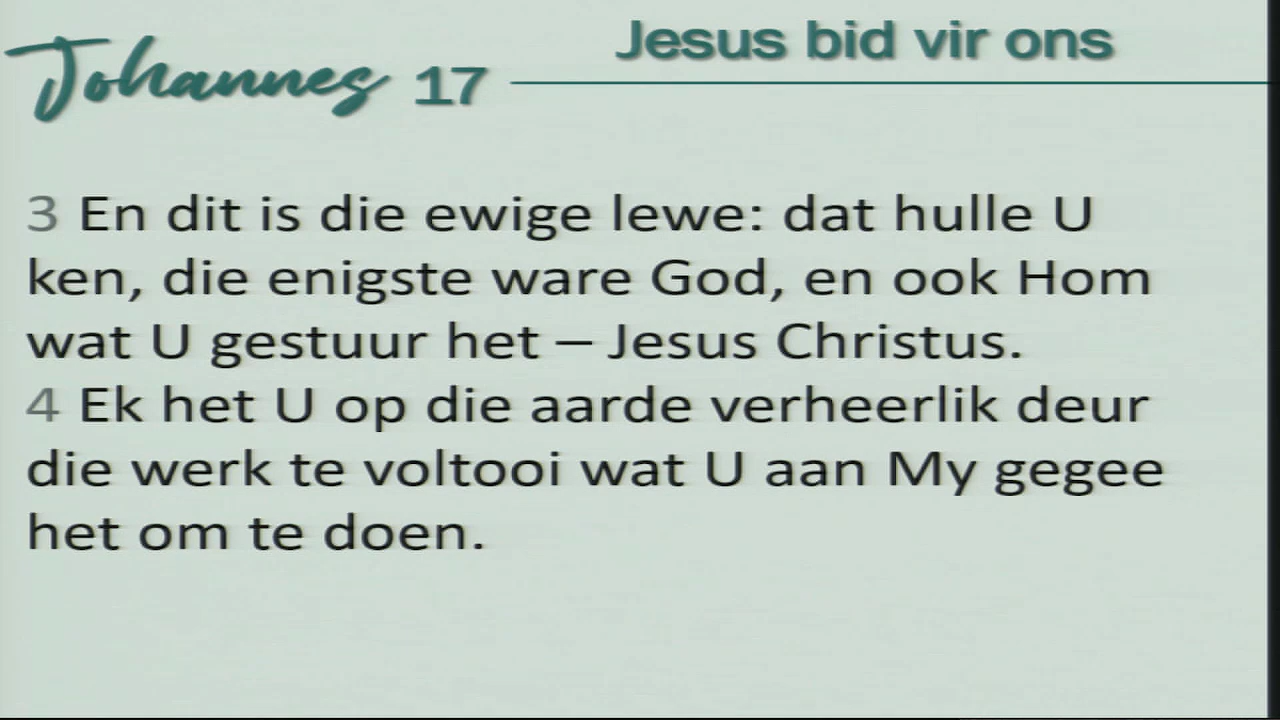 Johannes 17
Jesus bid vir ons
3 En dit is die ewige lewe: dat hulle U
ken, die enigste ware God, en ook Hom
wat U gestuur het – Jesus Christus.
4 Ek het U op die aarde verheerlik deur
die werk te voltooi wat U aan My gegee
het om te doen.